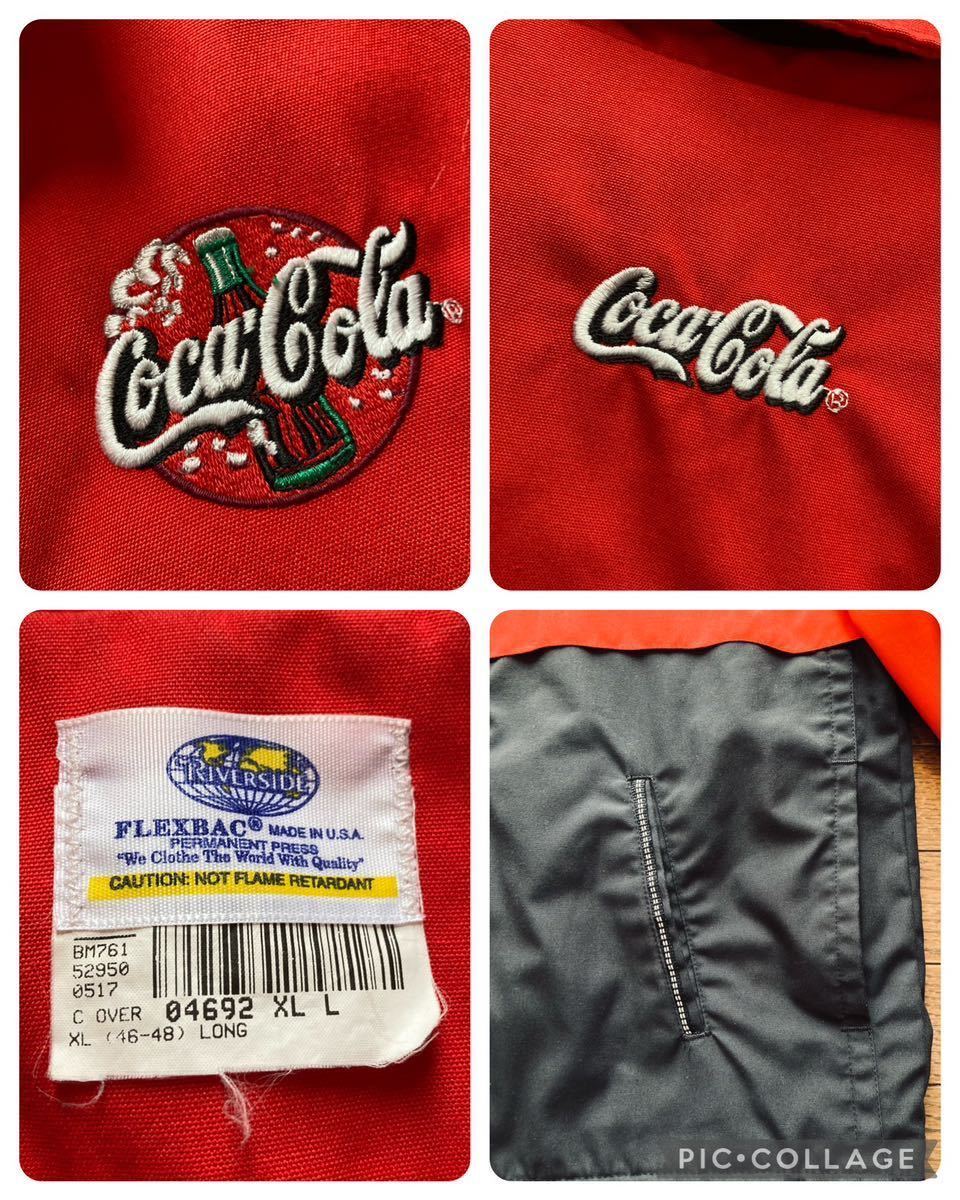 Coca-Cola®
Coca-Cola®
RIVERSIDE
FLEXBAC® MADE IN U.S.A.
PERMANENT PRESS
"We Clothe The World With Quality"
CAUTION: NOT FLAME RETARDANT
BM761
52950
0517
C OVER 04692 XL L
XL (46-48) LONG
PIC•COLLAGE